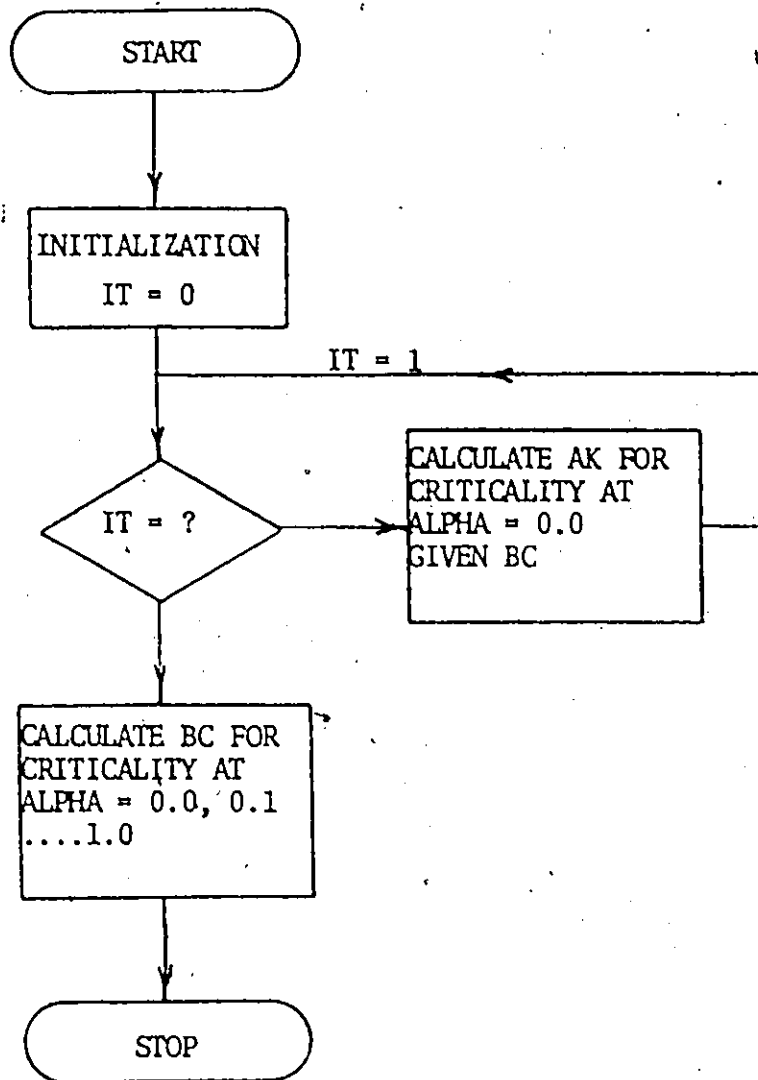 START
INITIALIZATION
IT = 0
IT = 1
IT = ?
CALCULATE AK FOR
CRITICALITY AT
ALPHA = 0.0
GIVEN BC
CALCULATE BC FOR
CRITICALITY AT
ALPHA = 0.0, 0.1
....1.0
STOP